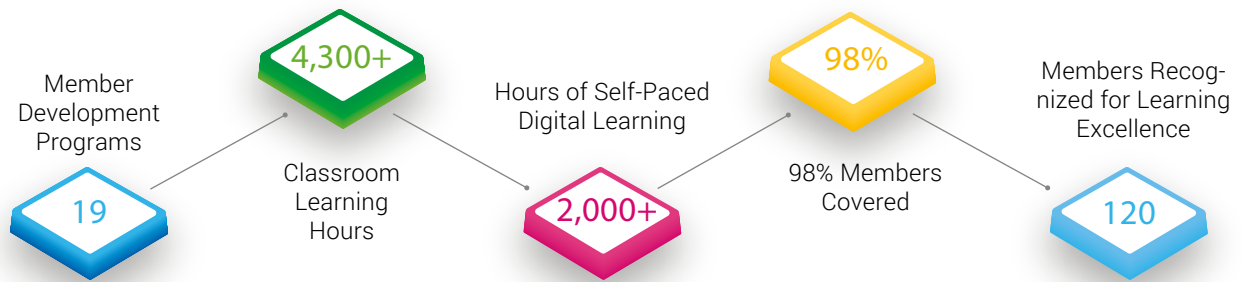 Member
Development
Programs
19
4,300+
Classroom
Learning
Hours
Hours of Self-Paced
Digital Learning
2,000+
98%
98% Members
Covered
Members Recog-
nized for Learning
Excellence
120